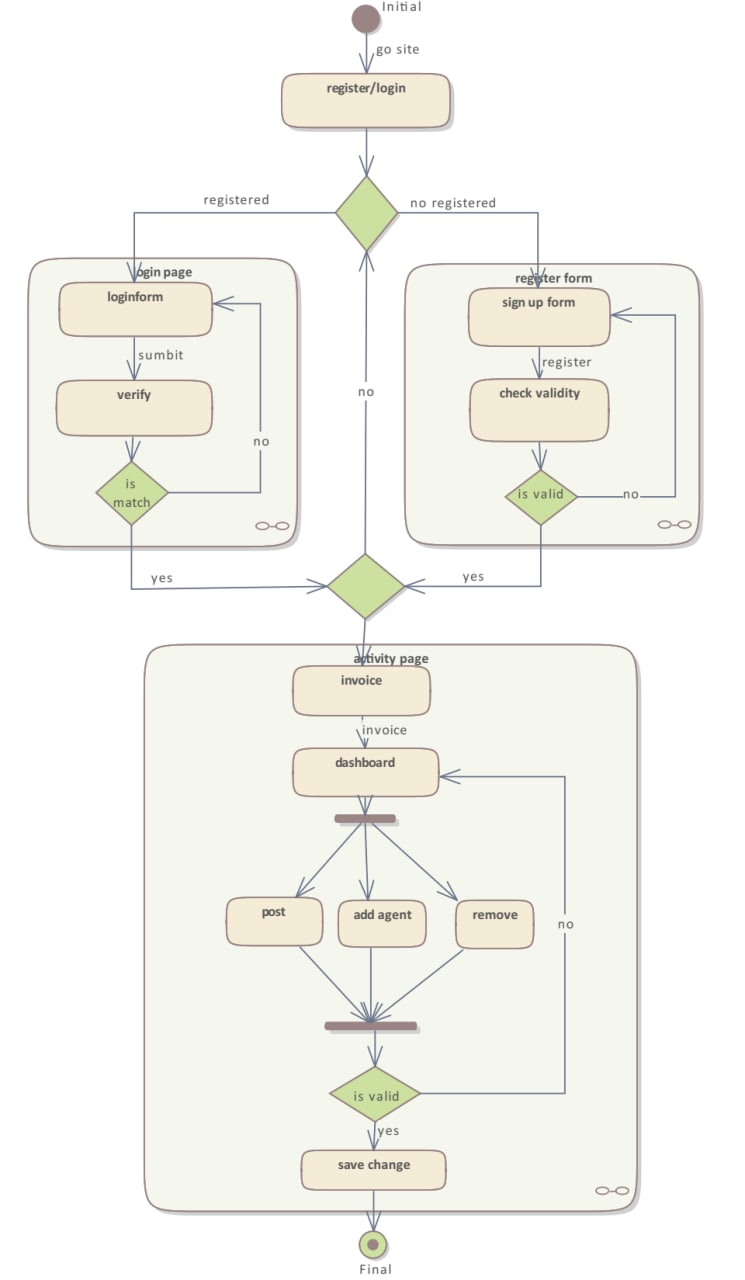 Initial
go site
register/login
registered
no registered
login page
register form
loginform
sign up form
sumbit
register
verify
check validity
no
no
is
match
is valid
no
yes
yes
activity page
invoice
invoice
dashboard
post
add agent
remove
no
is valid
yes
save change
Final